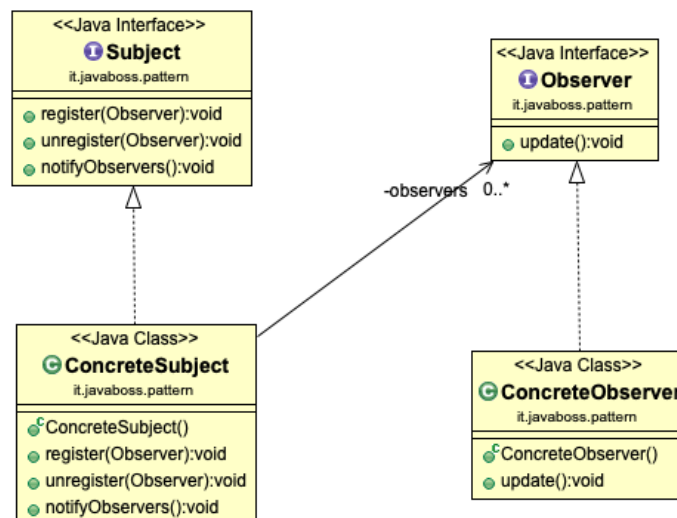 <<Java Interface>>
Subject
it.javaboss.pattern
register(Observer):void
unregister(Observer):void
notifyObservers():void
<<Java Interface>>
Observer
it.javaboss.pattern
update():void
-observers 0..*
<<Java Class>>
ConcreteSubject
it.javaboss.pattern
ConcreteSubject()
register(Observer):void
unregister(Observer):void
notifyObservers():void
<<Java Class>>
ConcreteObserver
it.javaboss.pattern
ConcreteObserver()
update():void